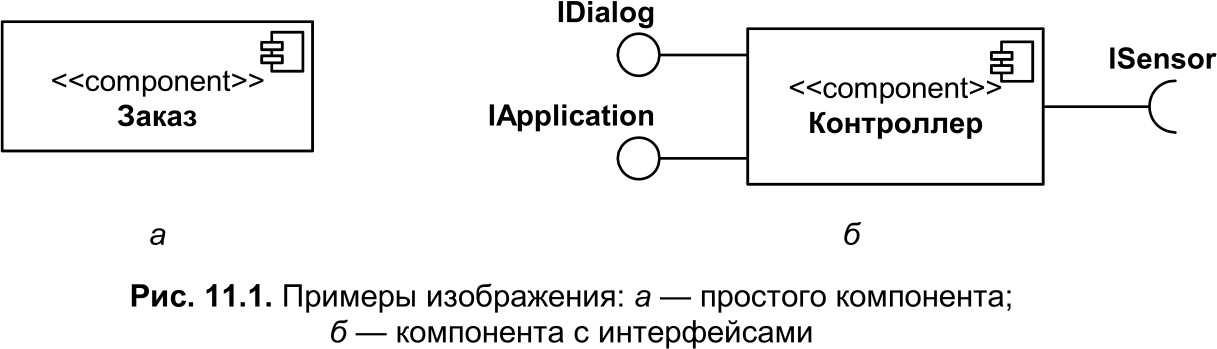 <<component>>
Заказ
а
IDialog
IApplication
<<component>>
Контроллер
ISensor
б
Рис. 11.1. Примеры изображения: а — простого компонента;
б — компонента с интерфейсами